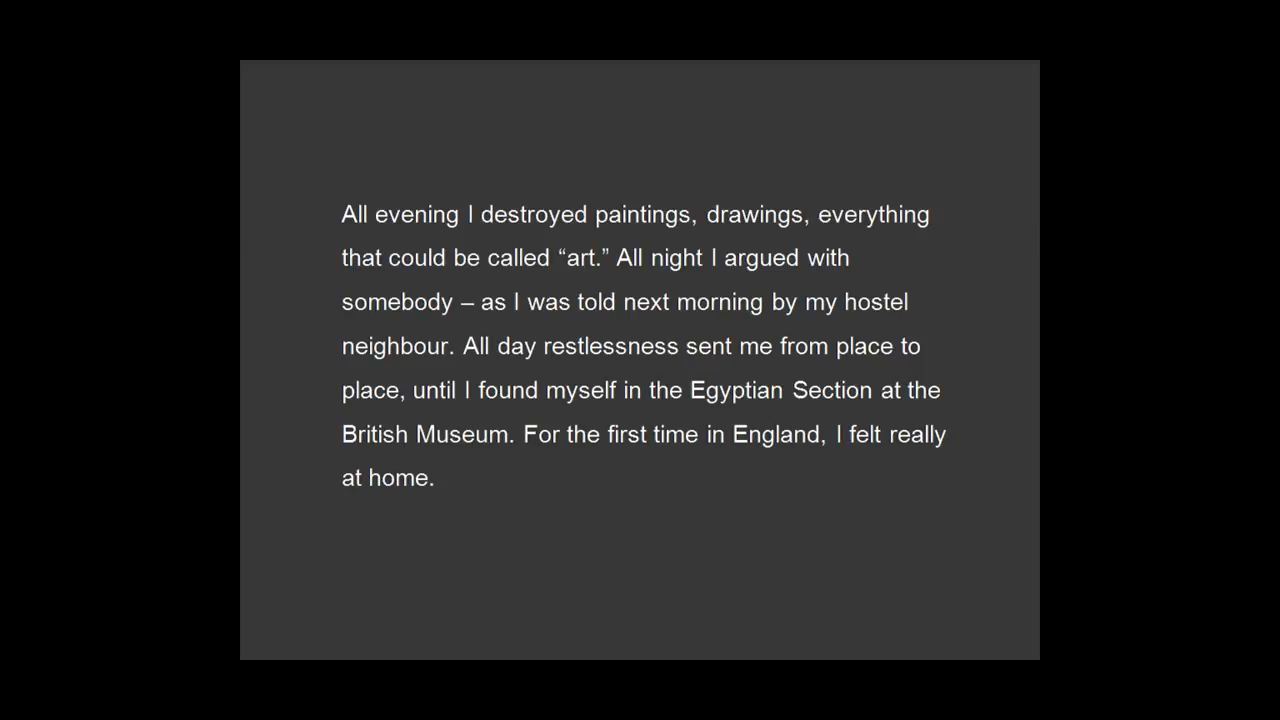 All evening I destroyed paintings, drawings, everything
that could be called “art.” All night I argued with
somebody – as I was told next morning by my hostel
neighbour. All day restlessness sent me from place to
place, until I found myself in the Egyptian Section at the
British Museum. For the first time in England, I felt really
at home.